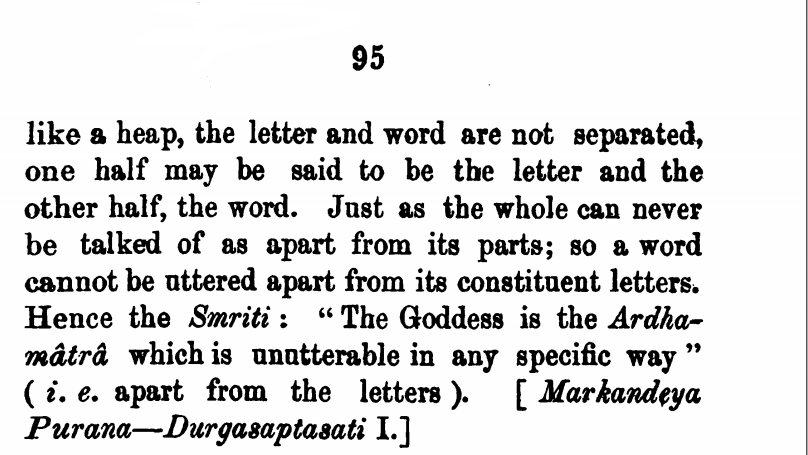 95
like a heap, the letter and word are not separated,
one half may be said to be the letter and the
other half, the word. Just as the whole can never
be talked of as apart from its parts; so a word
cannot be uttered apart from its constituent letters.
Hence the Smriti : “ The Goddess is the Ardha-
mâtrâ which is unutterable in any specific way ”
( i. e. apart from the letters ). [ Markandeya
Purana—Durgasaptasati I.]